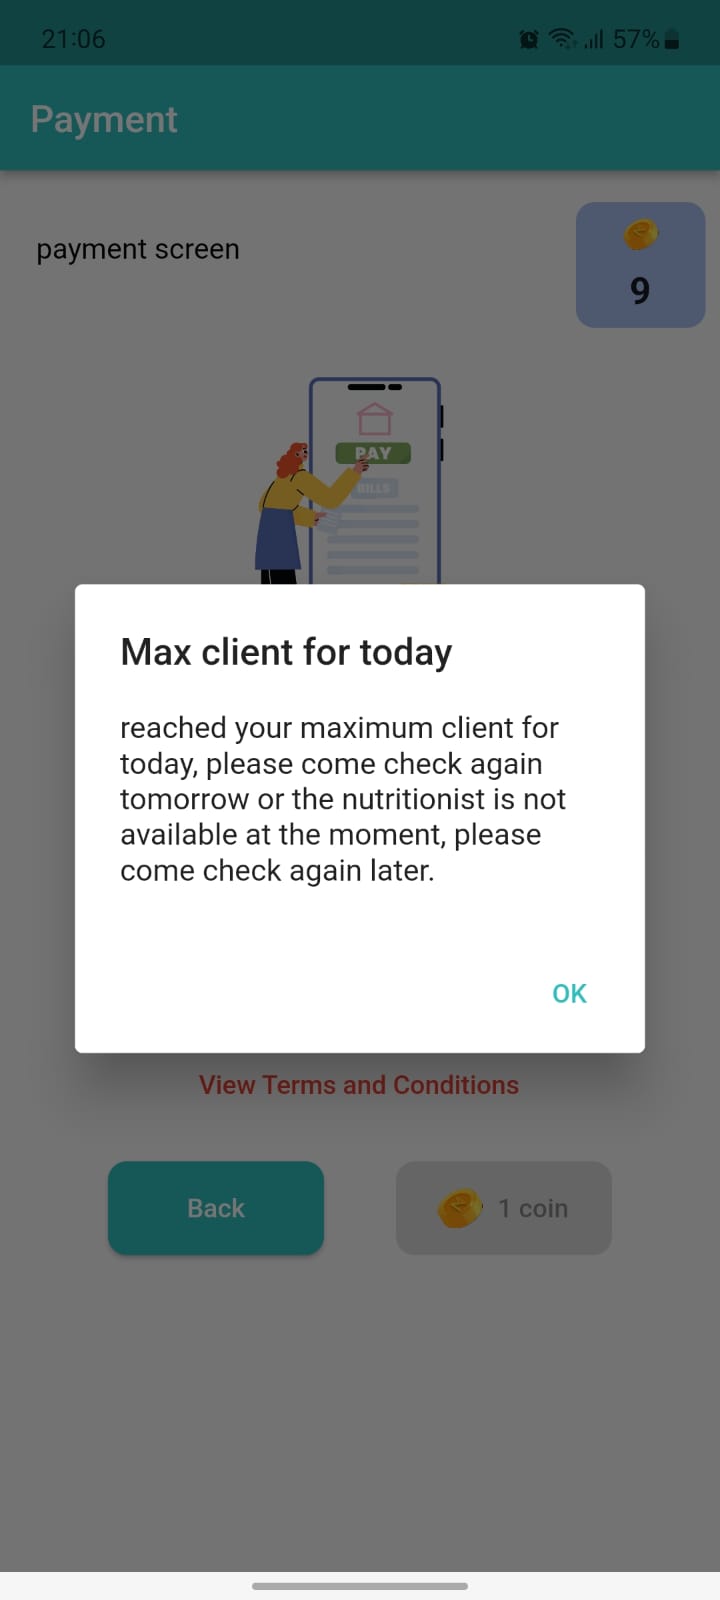 21:06
57%
Payment
payment screen
9
PAY
BILLS
Max client for today
reached your maximum client for
today, please come check again
tomorrow or the nutritionist is not
available at the moment, please
come check again later.
OK
View Terms and Conditions
Back
1 coin